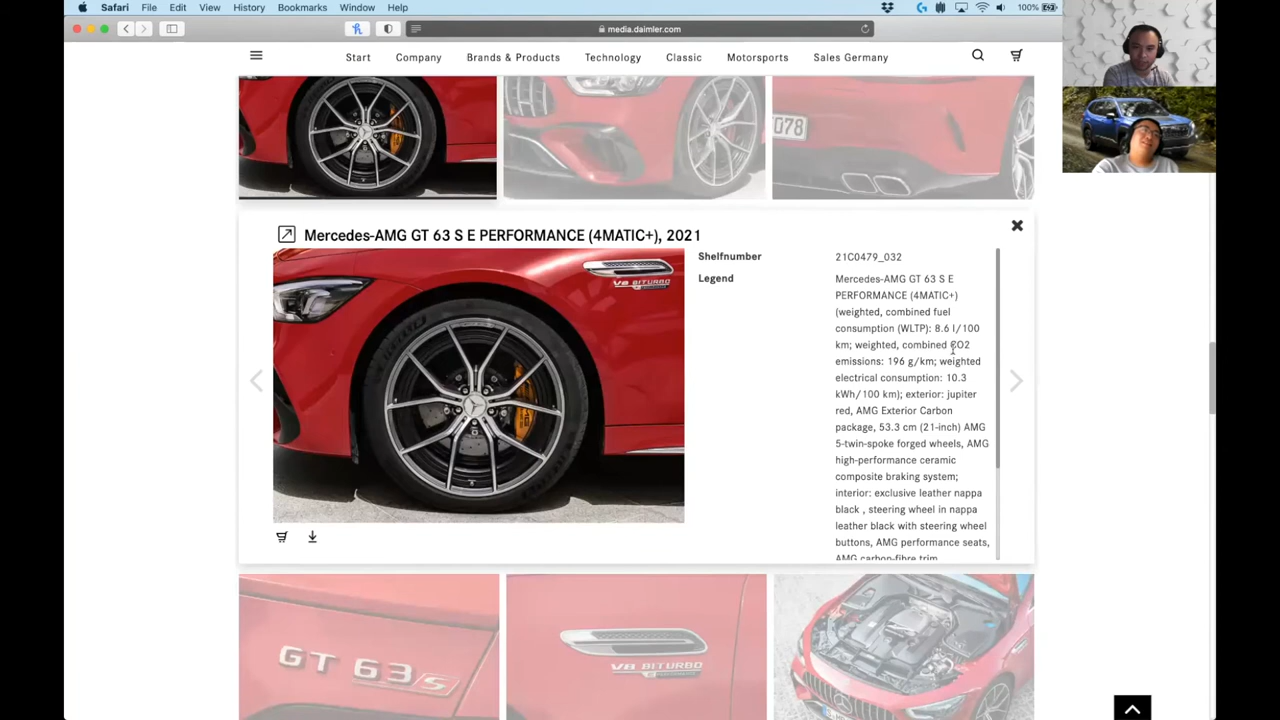 Safari File Edit View History Bookmarks Window Help 100%
media.daimler.com
Start Company Brands & Products Technology Classic Motorsports Sales Germany
Mercedes-AMG GT 63 S E PERFORMANCE (4MATIC+), 2021
Shelfnumber 21C0479_032
Legend Mercedes-AMG GT 63 S E
PERFORMANCE (4MATIC+)
(weighted, combined fuel
consumption (WLTP): 8.6 l/100
km; weighted, combined CO2
emissions: 196 g/km; weighted
electrical consumption: 10.3
kWh/100 km); exterior: jupiter
red, AMG Exterior Carbon
package, 53.3 cm (21-inch) AMG
5-twin-spoke forged wheels, AMG
high-performance ceramic
composite braking system;
interior: exclusive leather nappa
black , steering wheel in nappa
leather black with steering wheel
buttons, AMG performance seats,
AMG carbon-fibre trim
V8 BITURBO
GT 63 S
V8 BITURBO